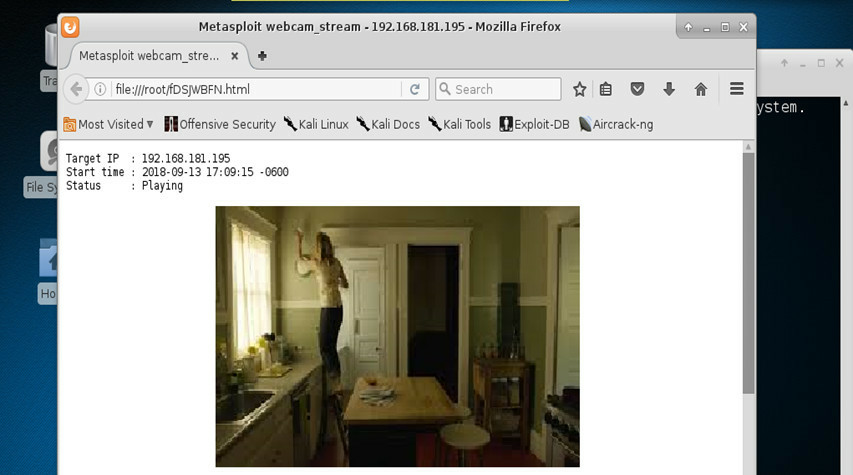 Metasploit webcam_stream - 192.168.181.195 - Mozilla Firefox
Metasploit webcam_stre...
file:///root/fDSJWBFN.html
Search
Most Visited
Offensive Security
Kali Linux
Kali Docs
Kali Tools
Exploit-DB
Aircrack-ng
ystem.
Target IP : 192.168.181.195
Start time : 2018-09-13 17:09:15 -0600
Status : Playing
Tra
File Sy
Ho